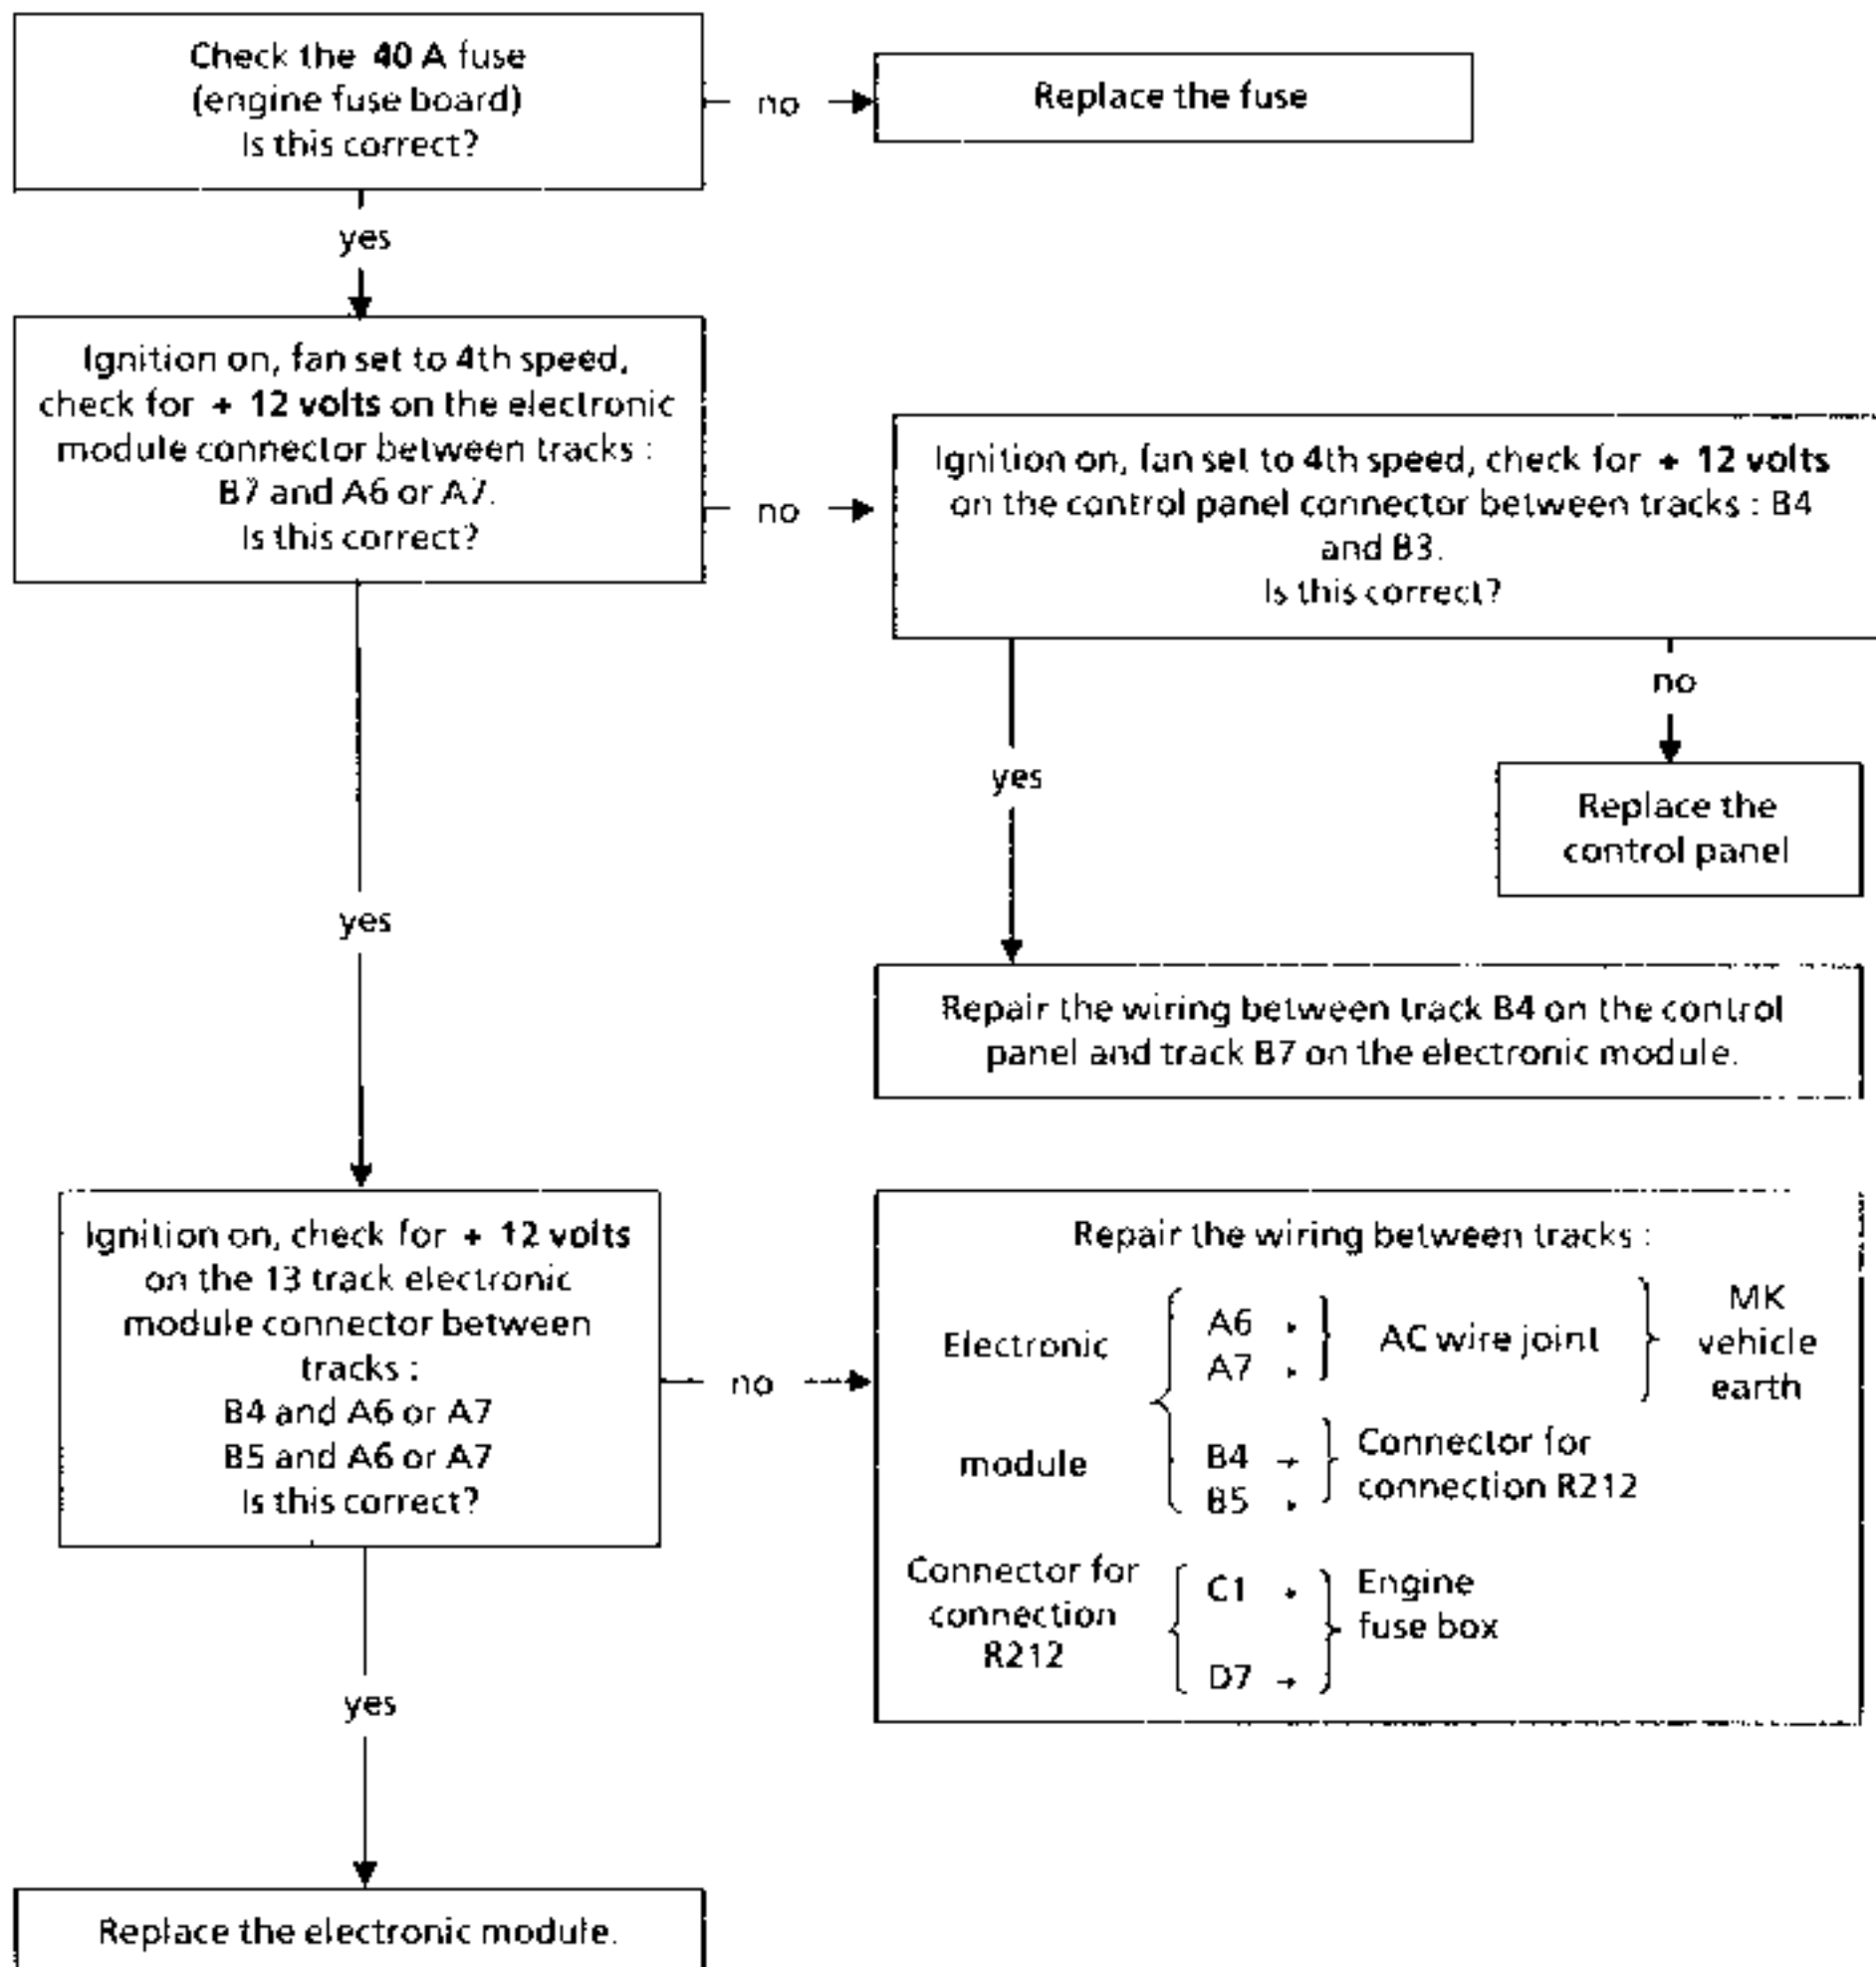 Check the 40 A fuse
(engine fuse board)
Is this correct?
no
Replace the fuse
yes
Ignition on, fan set to 4th speed,
check for + 12 volts on the electronic
module connector between tracks :
B7 and A6 or A7.
Is this correct?
no
Ignition on, fan set to 4th speed, check for + 12 volts
on the control panel connector between tracks : B4
and B3.
Is this correct?
no
yes
Replace the
control panel
yes
Repair the wiring between track B4 on the control
panel and track B7 on the electronic module.
Ignition on, check for + 12 volts
on the 13 track electronic
module connector between
tracks :
B4 and A6 or A7
B5 and A6 or A7
Is this correct?
no
Repair the wiring between tracks :
Electronic
module
A6
A7
AC wire joint
MK
vehicle
earth
B4
B5
Connector for
connection R212
Connector for
connection
R212
C1
D7
Engine
fuse box
yes
Replace the electronic module.